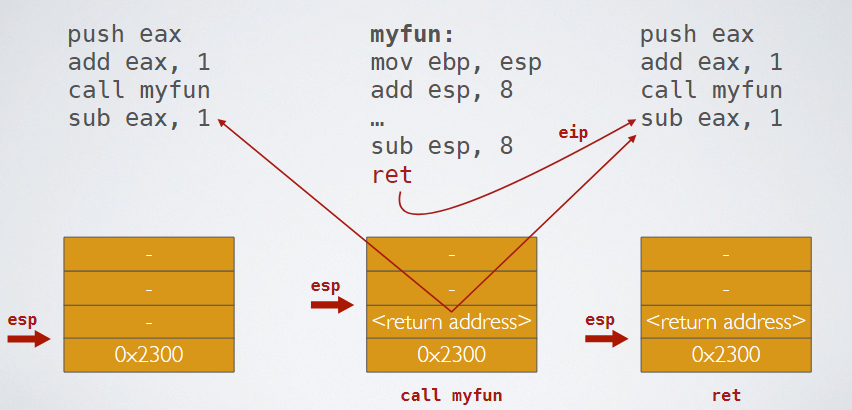 push eax
add eax, 1
call myfun
sub eax, 1
myfun:
mov ebp, esp
add esp, 8
…
sub esp, 8
ret
push eax
add eax, 1
call myfun
sub eax, 1
eip
esp
-
-
-
0x2300
esp
-
-
<return address>
0x2300
call myfun
esp
-
-
<return address>
0x2300
ret